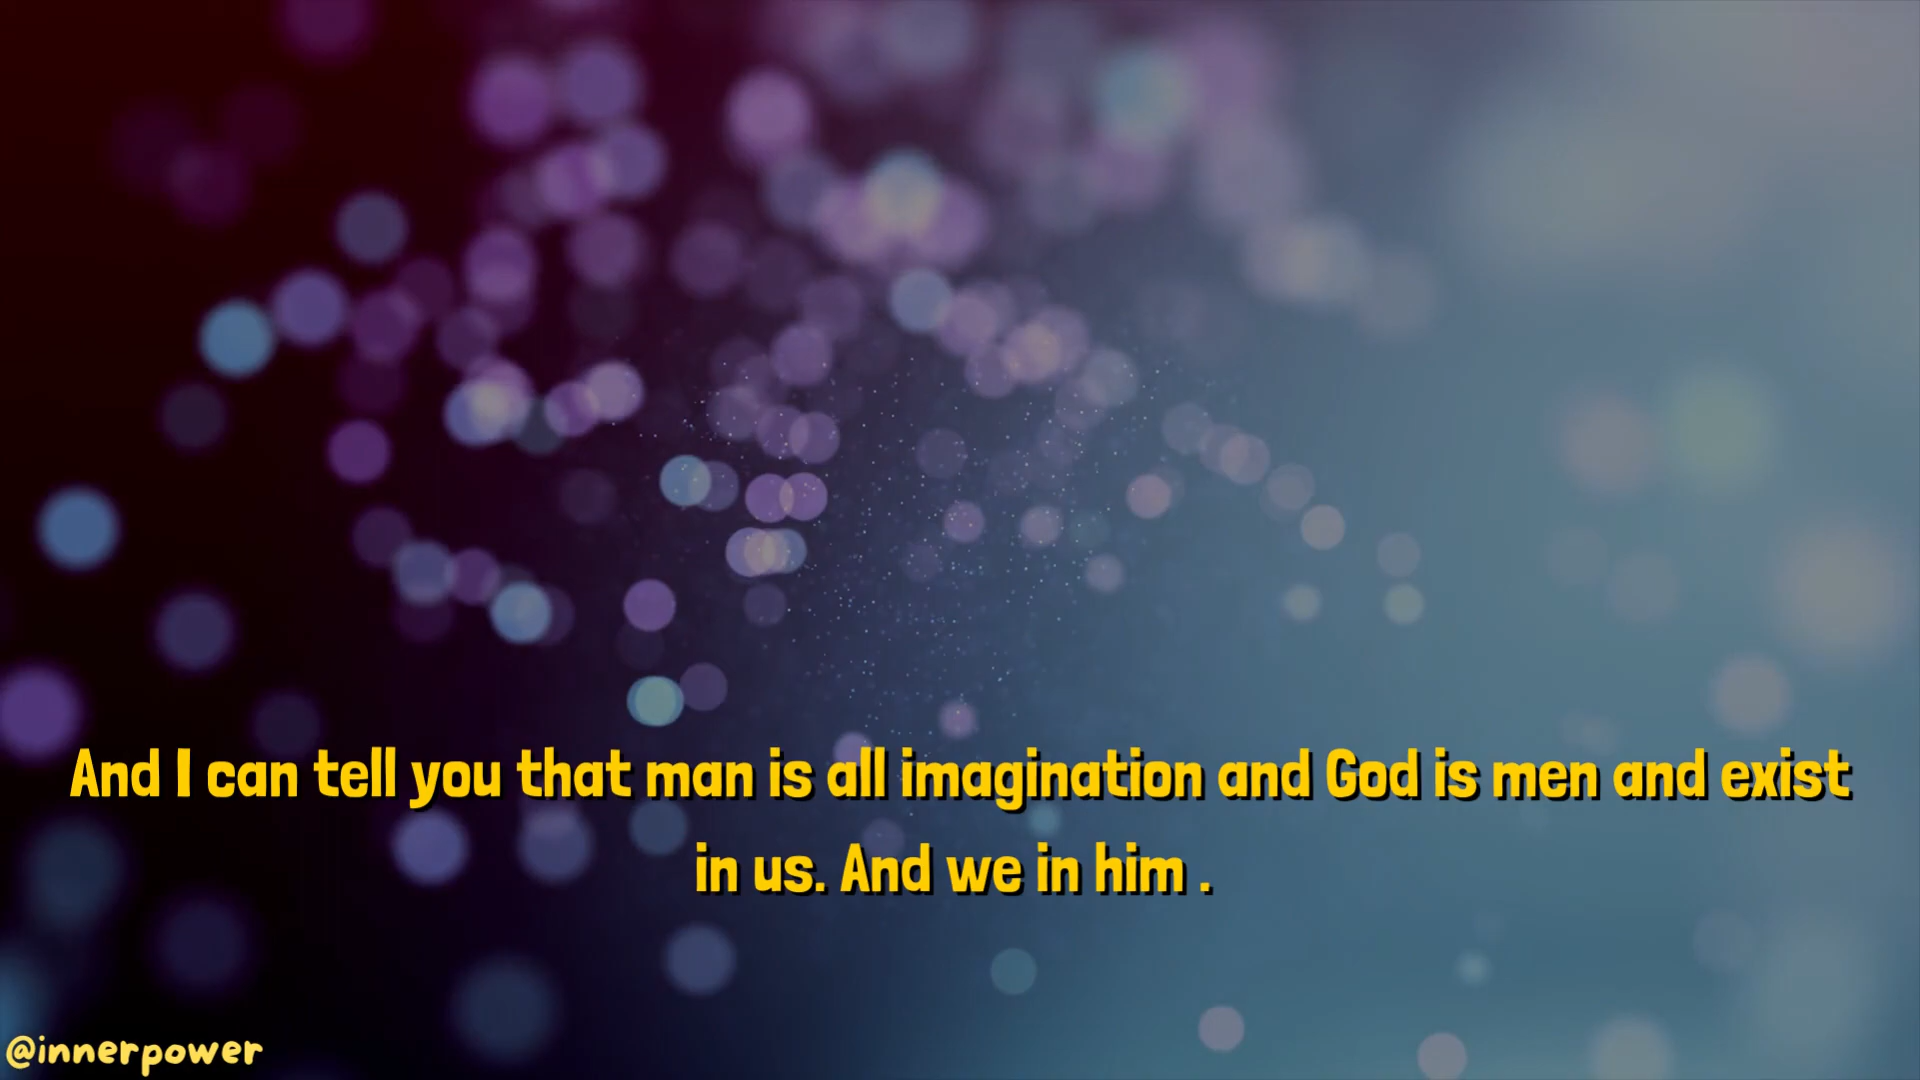 And I can tell you that man is all imagination and God is men and exist
in us. And we in him .
@innerpower